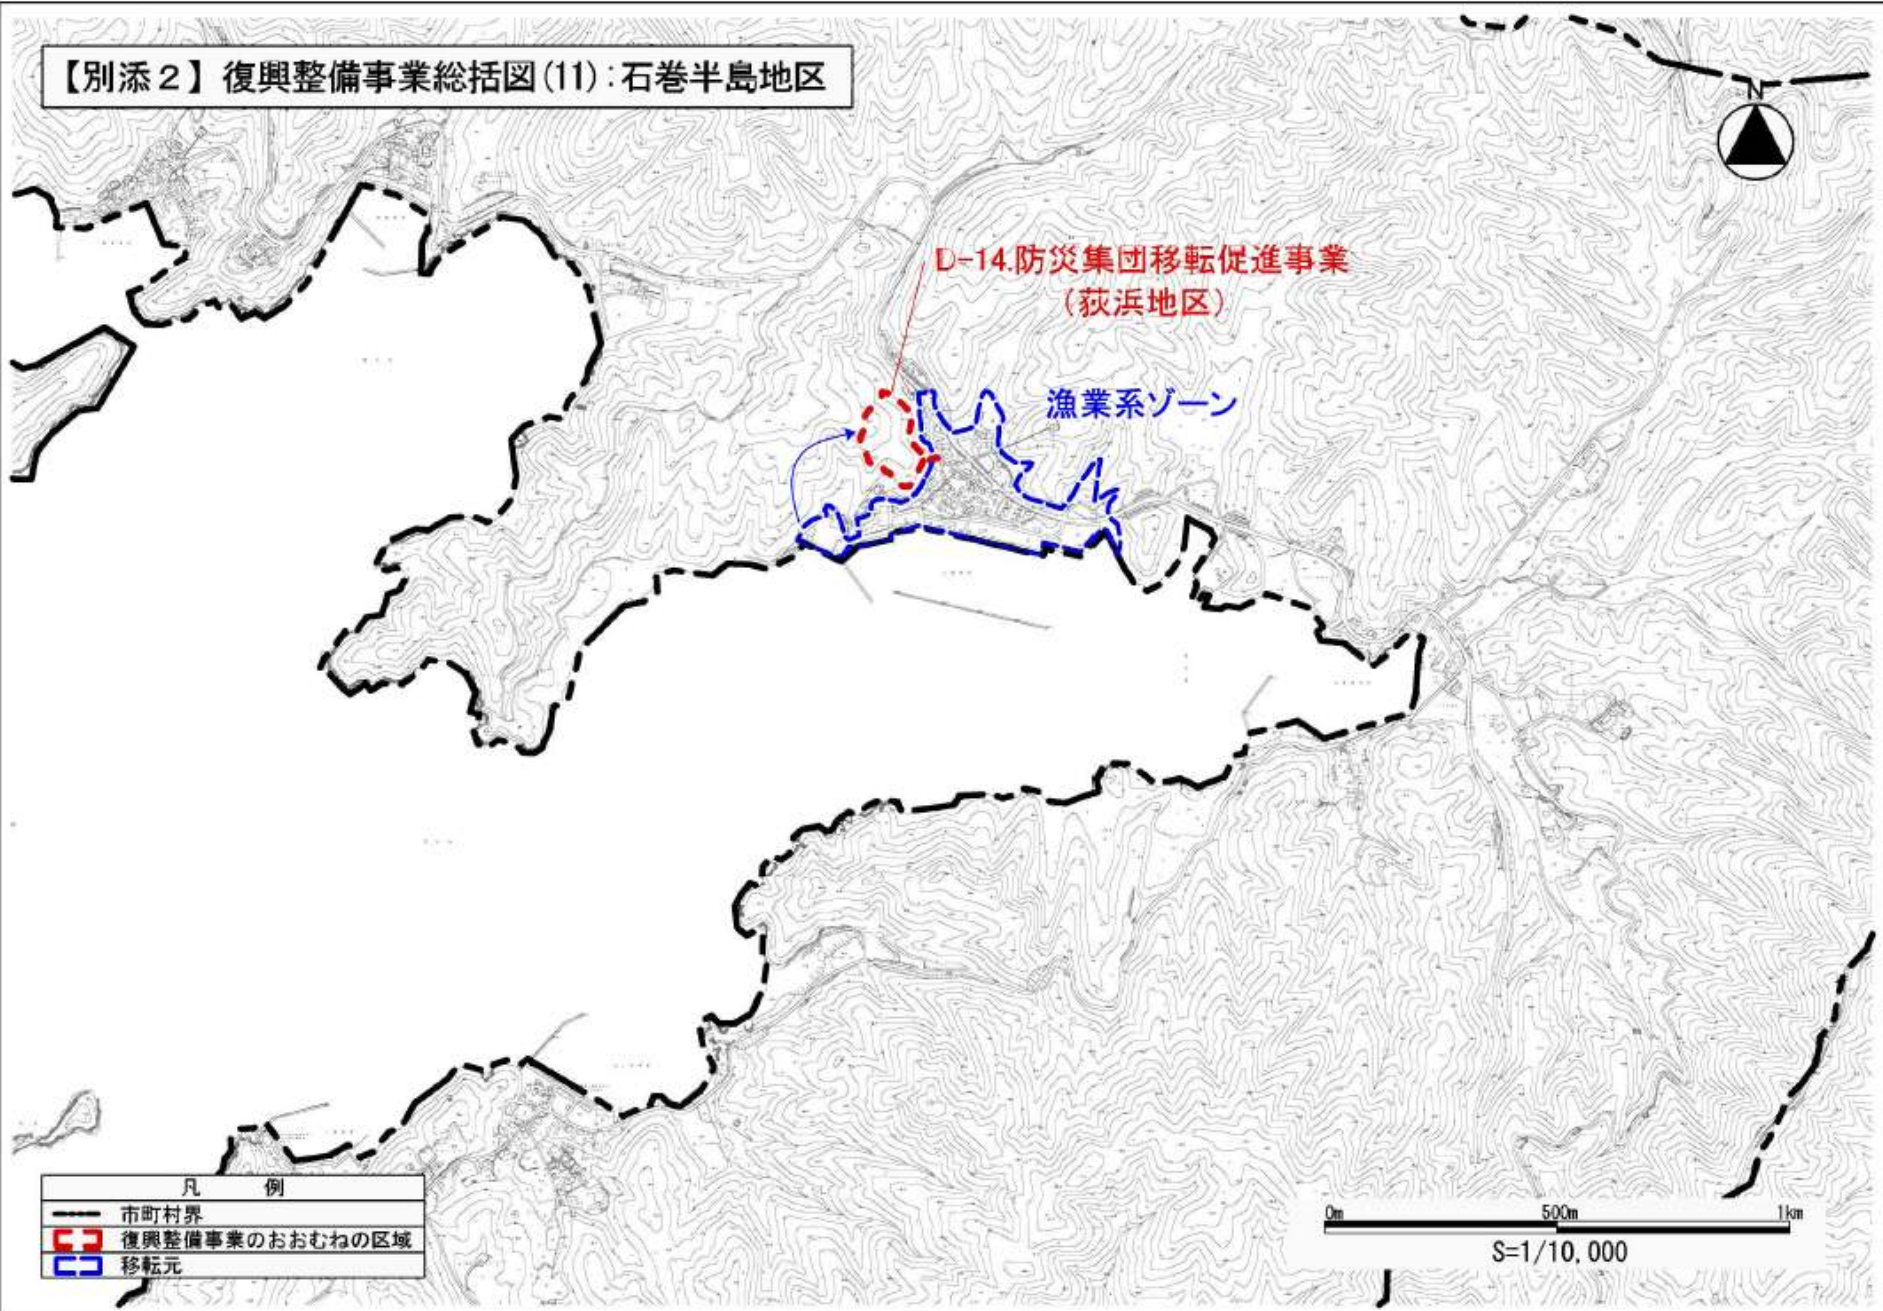 【別添２】復興整備事業総括図(11):石巻半島地区
N
D-14.防災集団移転促進事業
(荻浜地区)
漁業系ゾーン
凡 例
市町村界
復興整備事業のおおむねの区域
移転元
0m 500m 1km
S=1/10,000